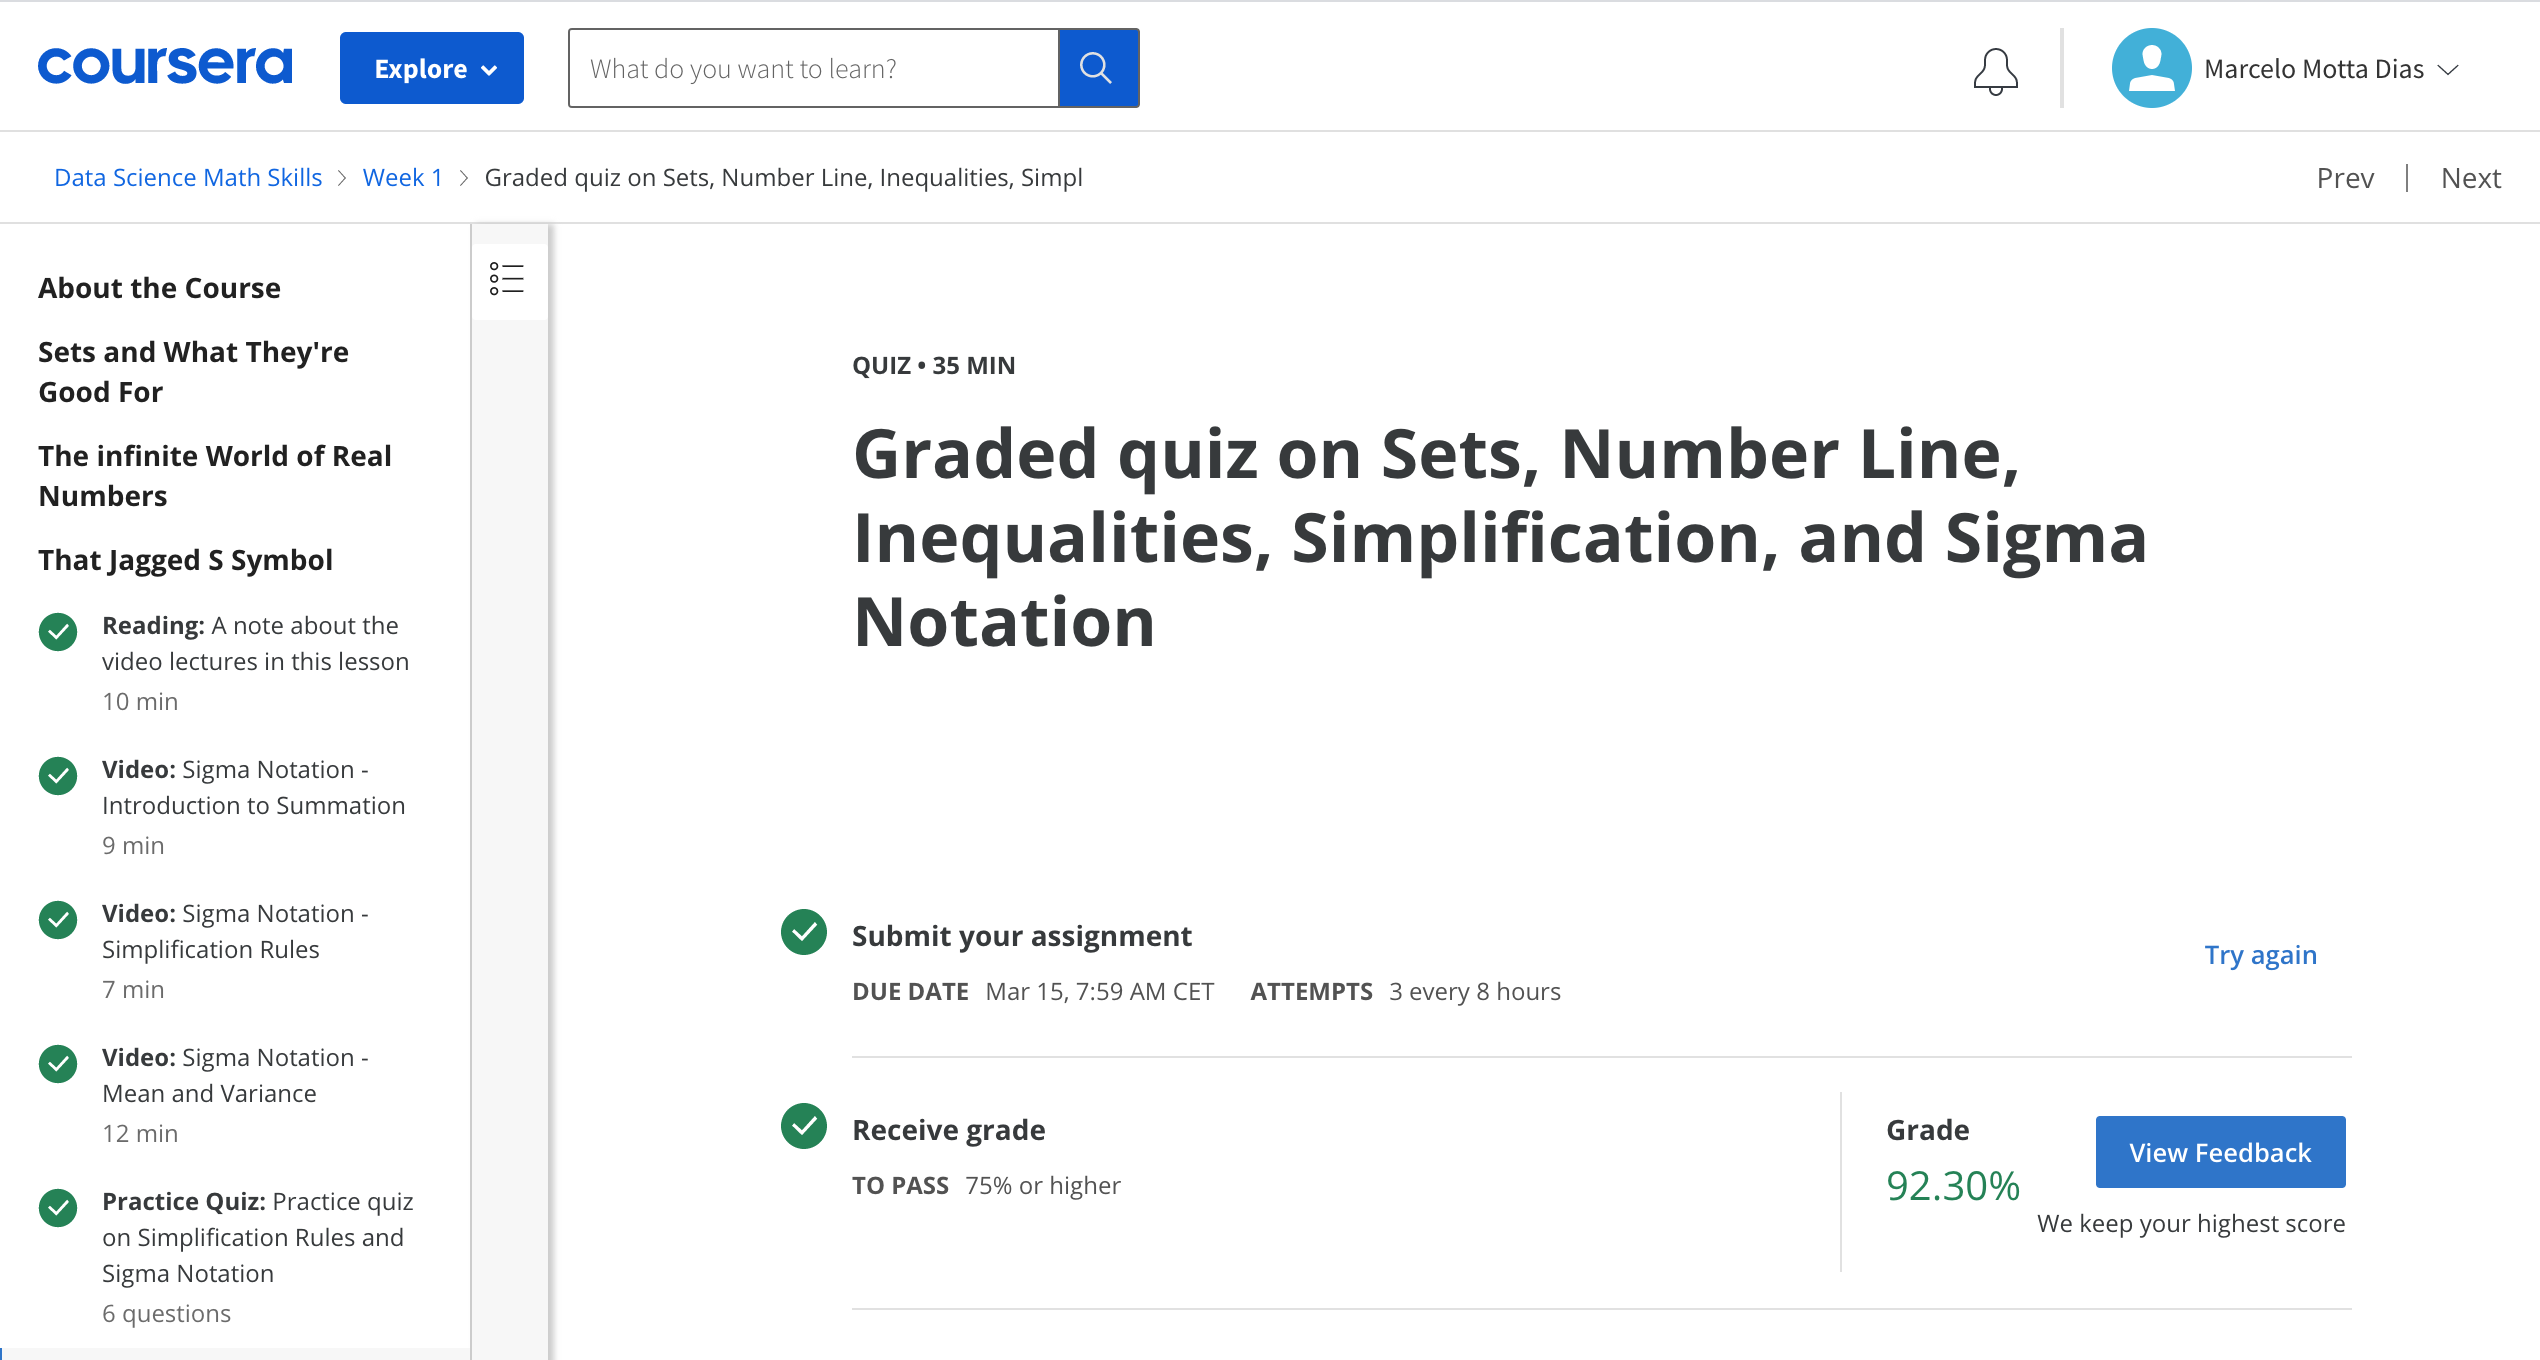 coursera
Explore
What do you want to learn?
Marcelo Motta Dias
Data Science Math Skills > Week 1 > Graded quiz on Sets, Number Line, Inequalities, Simpl
Prev | Next
About the Course
Sets and What They're
Good For
The infinite World of Real
Numbers
That Jagged S Symbol
Reading: A note about the
video lectures in this lesson
10 min
Video: Sigma Notation -
Introduction to Summation
9 min
Video: Sigma Notation -
Simplification Rules
7 min
Video: Sigma Notation -
Mean and Variance
12 min
Practice Quiz: Practice quiz
on Simplification Rules and
Sigma Notation
6 questions
QUIZ • 35 MIN
Graded quiz on Sets, Number Line,
Inequalities, Simplification, and Sigma
Notation
Submit your assignment
DUE DATE Mar 15, 7:59 AM CET ATTEMPTS 3 every 8 hours
Try again
Receive grade
TO PASS 75% or higher
Grade
92.30%
View Feedback
We keep your highest score